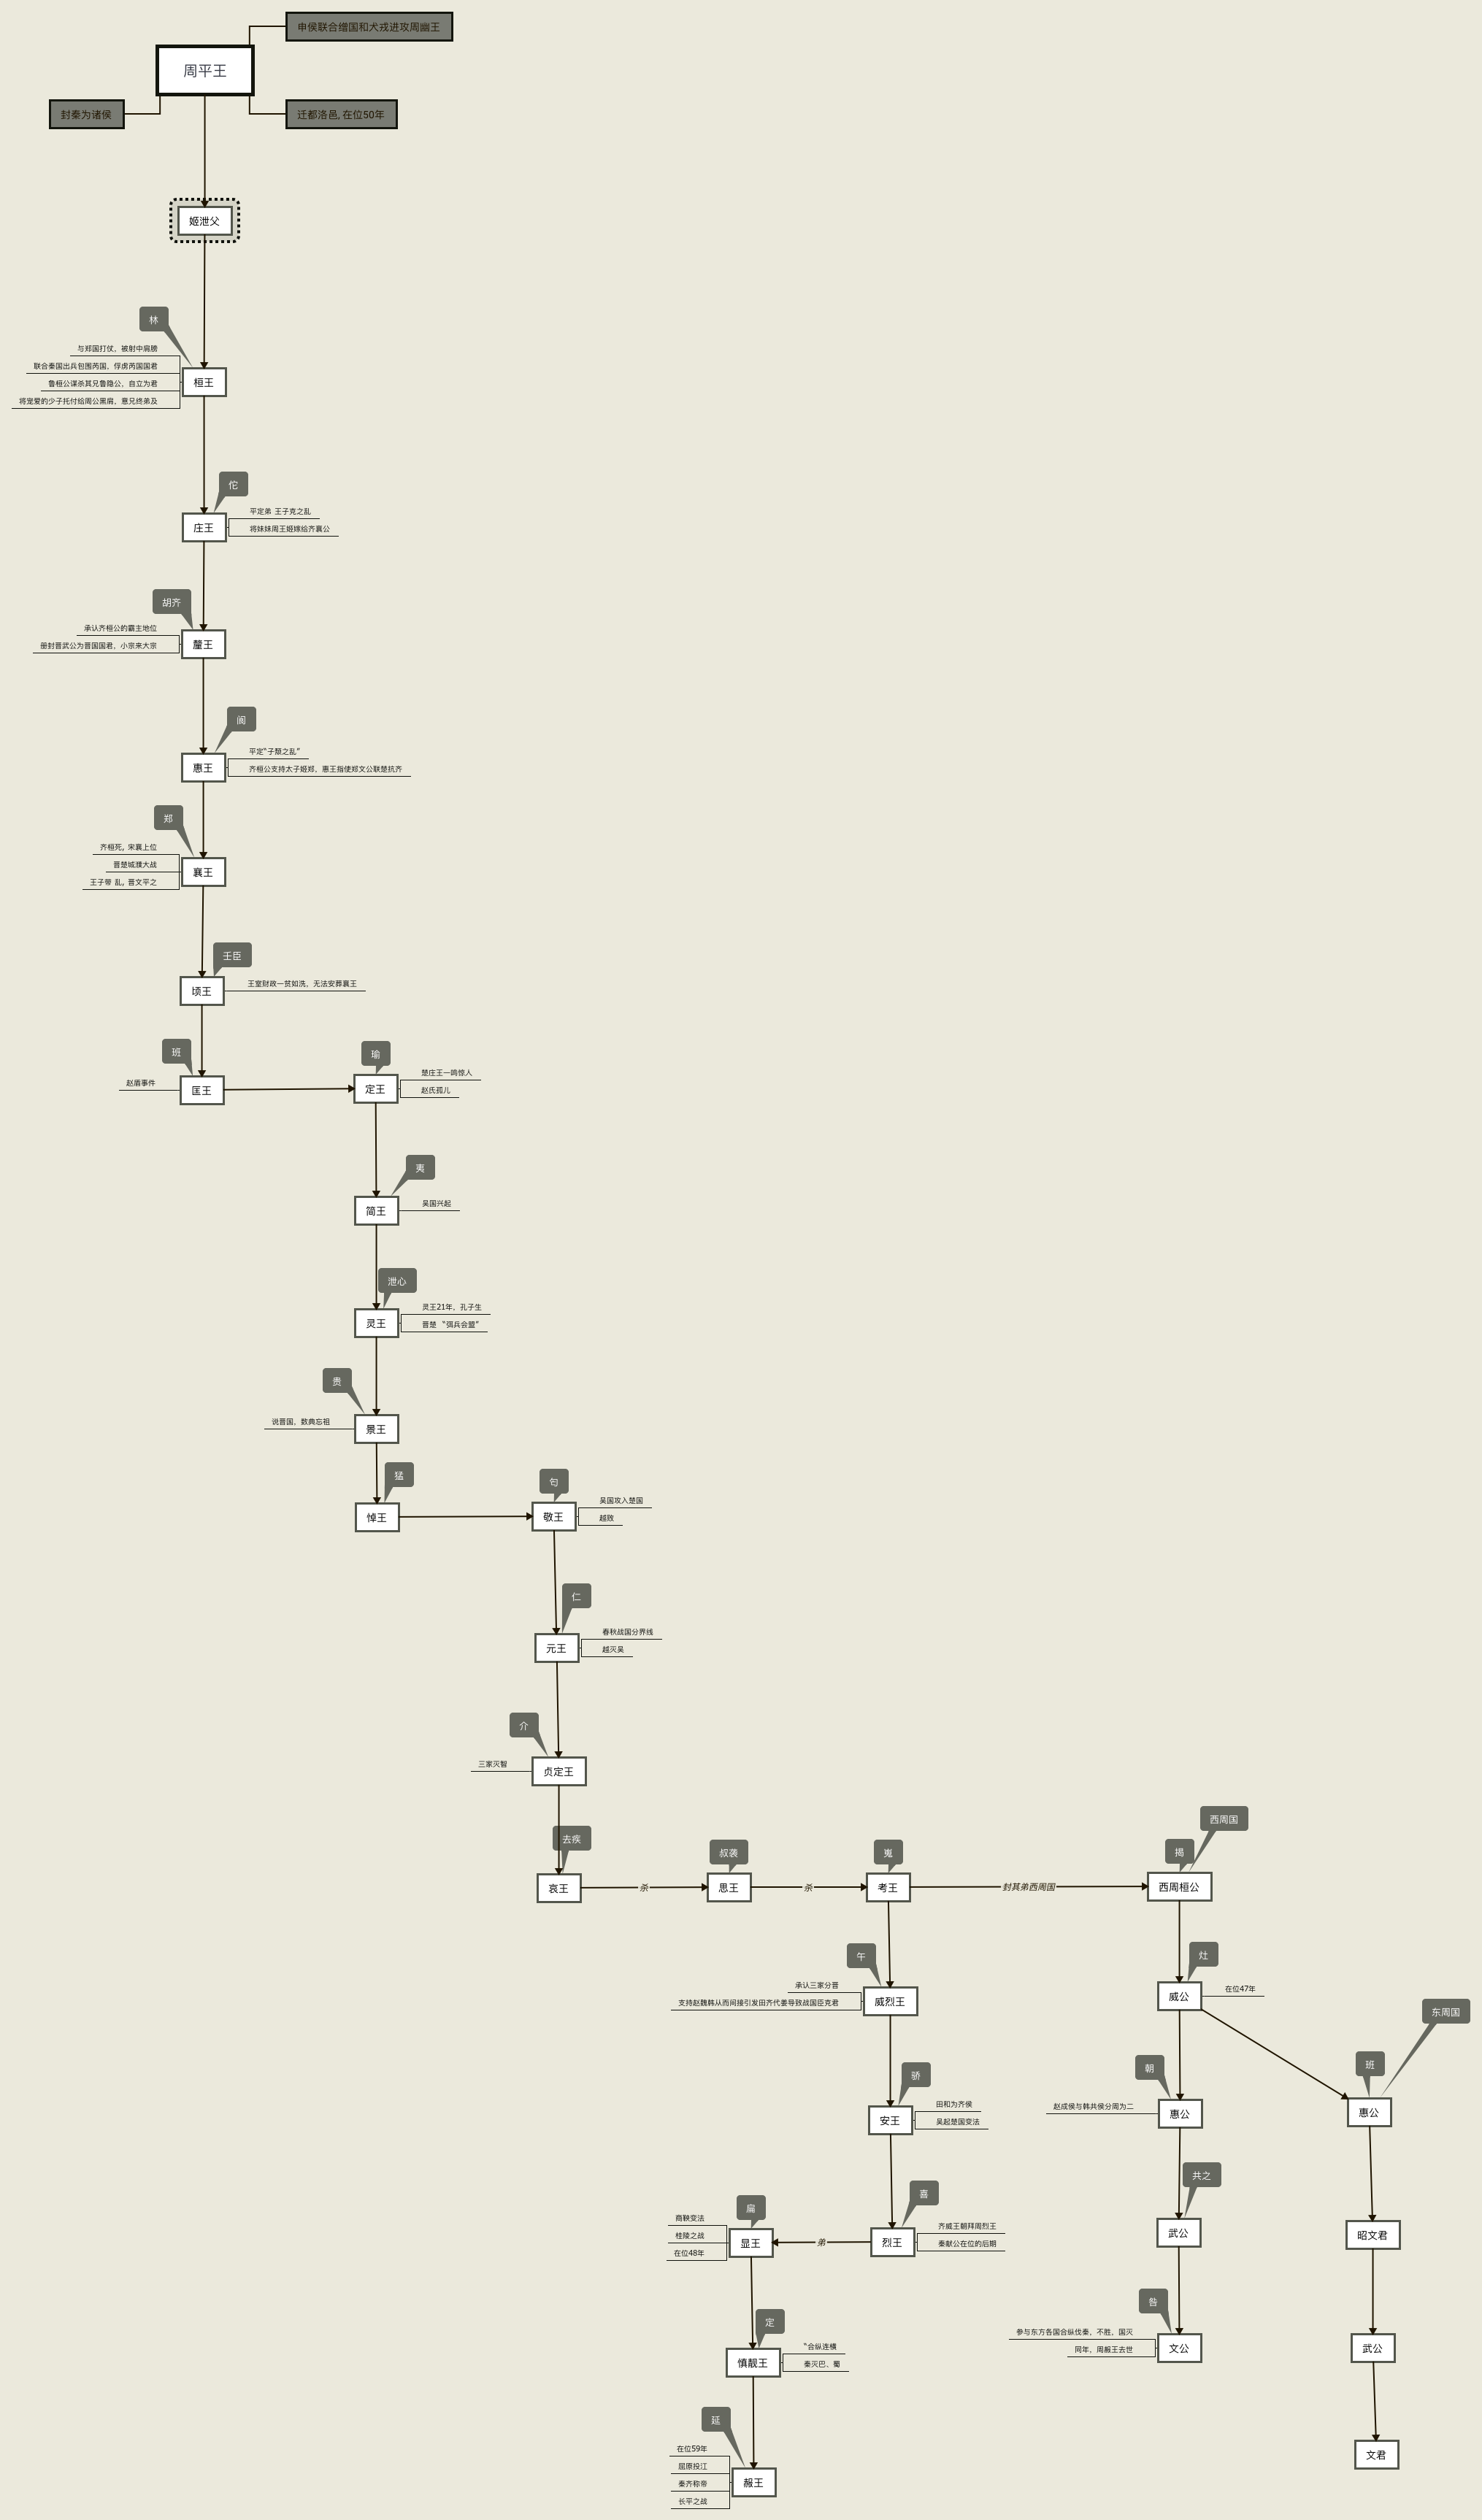 申侯联合缯国和犬戎进攻周幽王
周平王
封秦为诸侯
迁都洛邑,在位50年
姬泄父
林
与郑国打仗，被射中肩膀
联合秦国出兵包围芮国，俘虏芮国国君
桓王
鲁桓公谋杀其兄鲁隐公，自立为君
将宠爱的少子托付给周公黑肩，意兄终弟及
佗
平定弟 王子克之乱
庄王
将妹妹周王姬嫁给齐襄公
胡齐
承认齐桓公的霸主地位
釐王
册封晋武公为晋国国君，小宗来大宗
阆
平定“子颓之乱”
惠王
齐桓公支持太子姬郑，惠王指使郑文公联楚抗齐
郑
齐桓死，宋襄上位
晋楚城濮大战
襄王
王子带 乱，晋文平之
壬臣
王室财政一贫如洗，无法安葬襄王
顷王
班
赵盾事件
匡王
瑜
楚庄王一鸣惊人
定王
赵氏孤儿
夷
吴国兴起
简王
泄心
灵王21年，孔子生
灵王
晋楚 “弭兵会盟”
贵
说晋国，数典忘祖
景王
猛
悼王
匄
吴国攻入楚国
敬王
越败
仁
春秋战国分界线
元王
越灭吴
介
三家灭智
贞定王
去疾
哀王
杀
叔袭
思王
杀
嵬
考王
封其弟西周国
西周国
揭
西周桓公
午
承认三家分晋
威烈王
支持赵魏韩从而间接引发田齐代姜导致战国臣克君
灶
在位47年
威公
东周国
骄
田和为齐侯
安王
吴起楚国变法
朝
赵成侯与韩共侯分周为二
惠公
班
惠公
喜
齐威王朝拜周烈王
烈王
秦献公在位的后期
弟
扁
商鞅变法
桂陵之战
显王
在位48年
共之
武公
昭文君
定
“合纵连横
慎靓王
秦灭巴、蜀
咎
参与东方各国合纵伐秦，不胜，国灭
文公
同年，周赧王去世
武公
延
在位59年
屈原投江
赧王
秦齐称帝
长平之战
文君